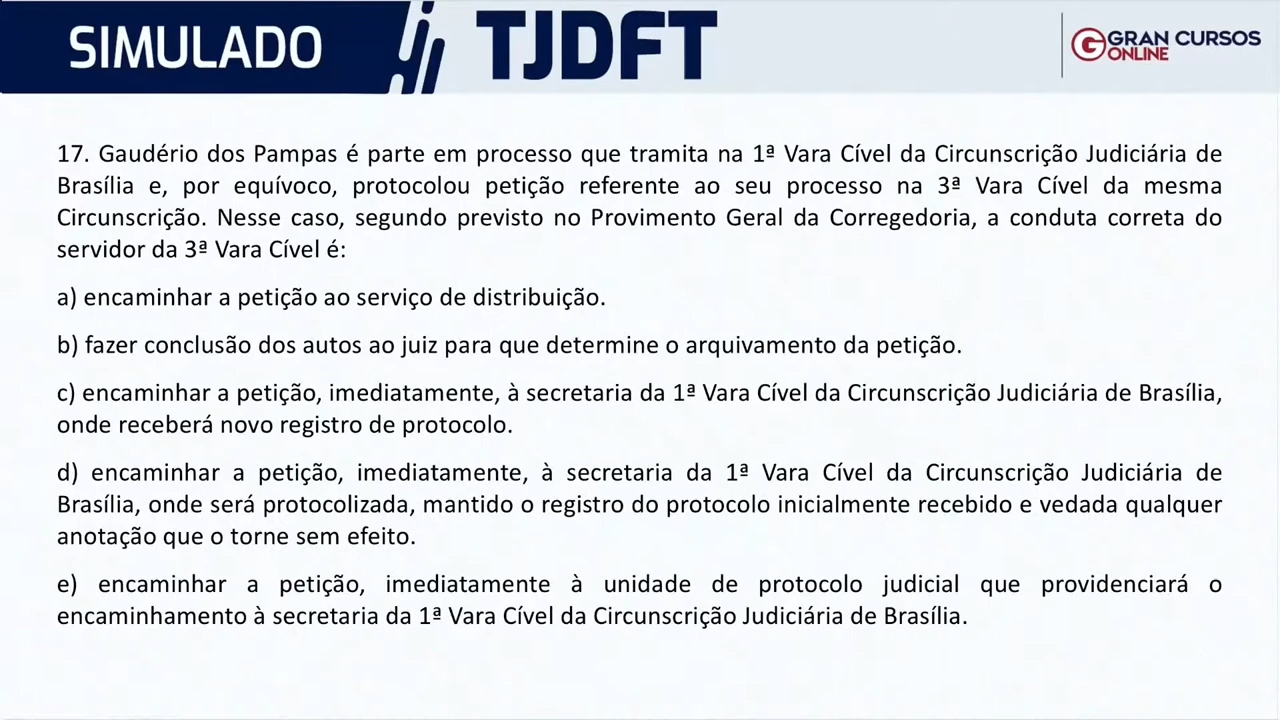 SIMULADO
TJDFT
GRAN CURSOS
ONLINE
17. Gaudério dos Pampas é parte em processo que tramita na 1ª Vara Cível da Circunscrição Judiciária de
Brasília e, por equívoco, protocolou petição referente ao seu processo na 3ª Vara Cível da mesma
Circunscrição. Nesse caso, segundo previsto no Provimento Geral da Corregedoria, a conduta correta do
servidor da 3ª Vara Cível é:
a) encaminhar a petição ao serviço de distribuição.
b) fazer conclusão dos autos ao juiz para que determine o arquivamento da petição.
c) encaminhar a petição, imediatamente, à secretaria da 1ª Vara Cível da Circunscrição Judiciária de Brasília,
onde receberá novo registro de protocolo.
d) encaminhar a petição, imediatamente, à secretaria da 1ª Vara Cível da Circunscrição Judiciária de
Brasília, onde será protocolizada, mantido o registro do protocolo inicialmente recebido e vedada qualquer
anotação que o torne sem efeito.
e) encaminhar a petição, imediatamente à unidade de protocolo judicial que providenciará o
encaminhamento à secretaria da 1ª Vara Cível da Circunscrição Judiciária de Brasília.